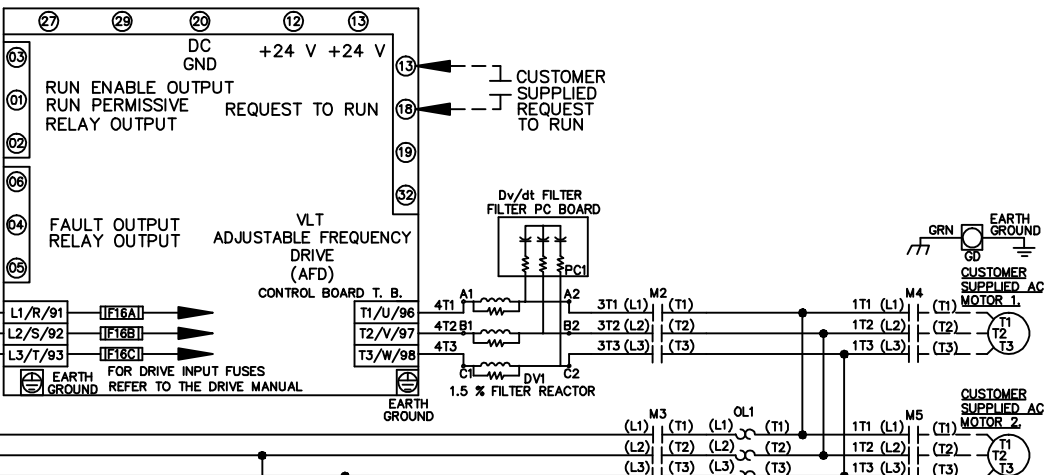 27 29 20 12 13
DC
GND
+24 V +24 V
03
01
02
RUN ENABLE OUTPUT
RUN PERMISSIVE
RELAY OUTPUT
REQUEST TO RUN
13
18
19
32
CUSTOMER
SUPPLIED
REQUEST
TO RUN
06
04
05
FAULT OUTPUT
RELAY OUTPUT
VLT
ADJUSTABLE FREQUENCY
DRIVE
(AFD)
CONTROL BOARD T. B.
Dv/dt FILTER
FILTER PC BOARD
PC1
GRN
EARTH
GROUND
GD
L1/R/91 IF16A
L2/S/92 IF16B
L3/T/93 IF16C
T1/U/96
T2/V/97
T3/W/98
4T1 A1 A2
4T2 B1 B2
4T3 C1 C2
DV1
1.5 % FILTER REACTOR
EARTH
GROUND
FOR DRIVE INPUT FUSES
REFER TO THE DRIVE MANUAL
EARTH
GROUND
M2
3T1 (L1) (T1)
3T2 (L2) (T2)
3T3 (L3) (T3)
M4
1T1 (L1) (T1)
1T2 (L2) (T2)
1T3 (L3) (T3)
CUSTOMER
SUPPLIED AC
MOTOR 1.
T1
T2
T3
M3 OL1
(L1) (T1) (L1) (T1)
(L2) (T2) (L2) (T2)
(L3) (T3) (L3) (T3)
M5
1T1 (L1) (T1)
1T2 (L2) (T2)
1T3 (L3) (T3)
CUSTOMER
SUPPLIED AC
MOTOR 2.
T1
T2
T3